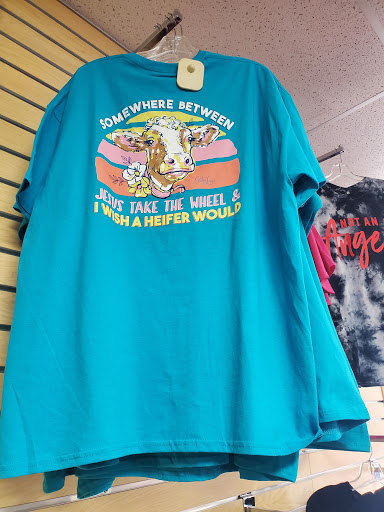 SOMEWHERE BETWEEN
JESUS TAKE THE WHEEL &
I WISH A HEIFER WOULD
NOT AN
Ange